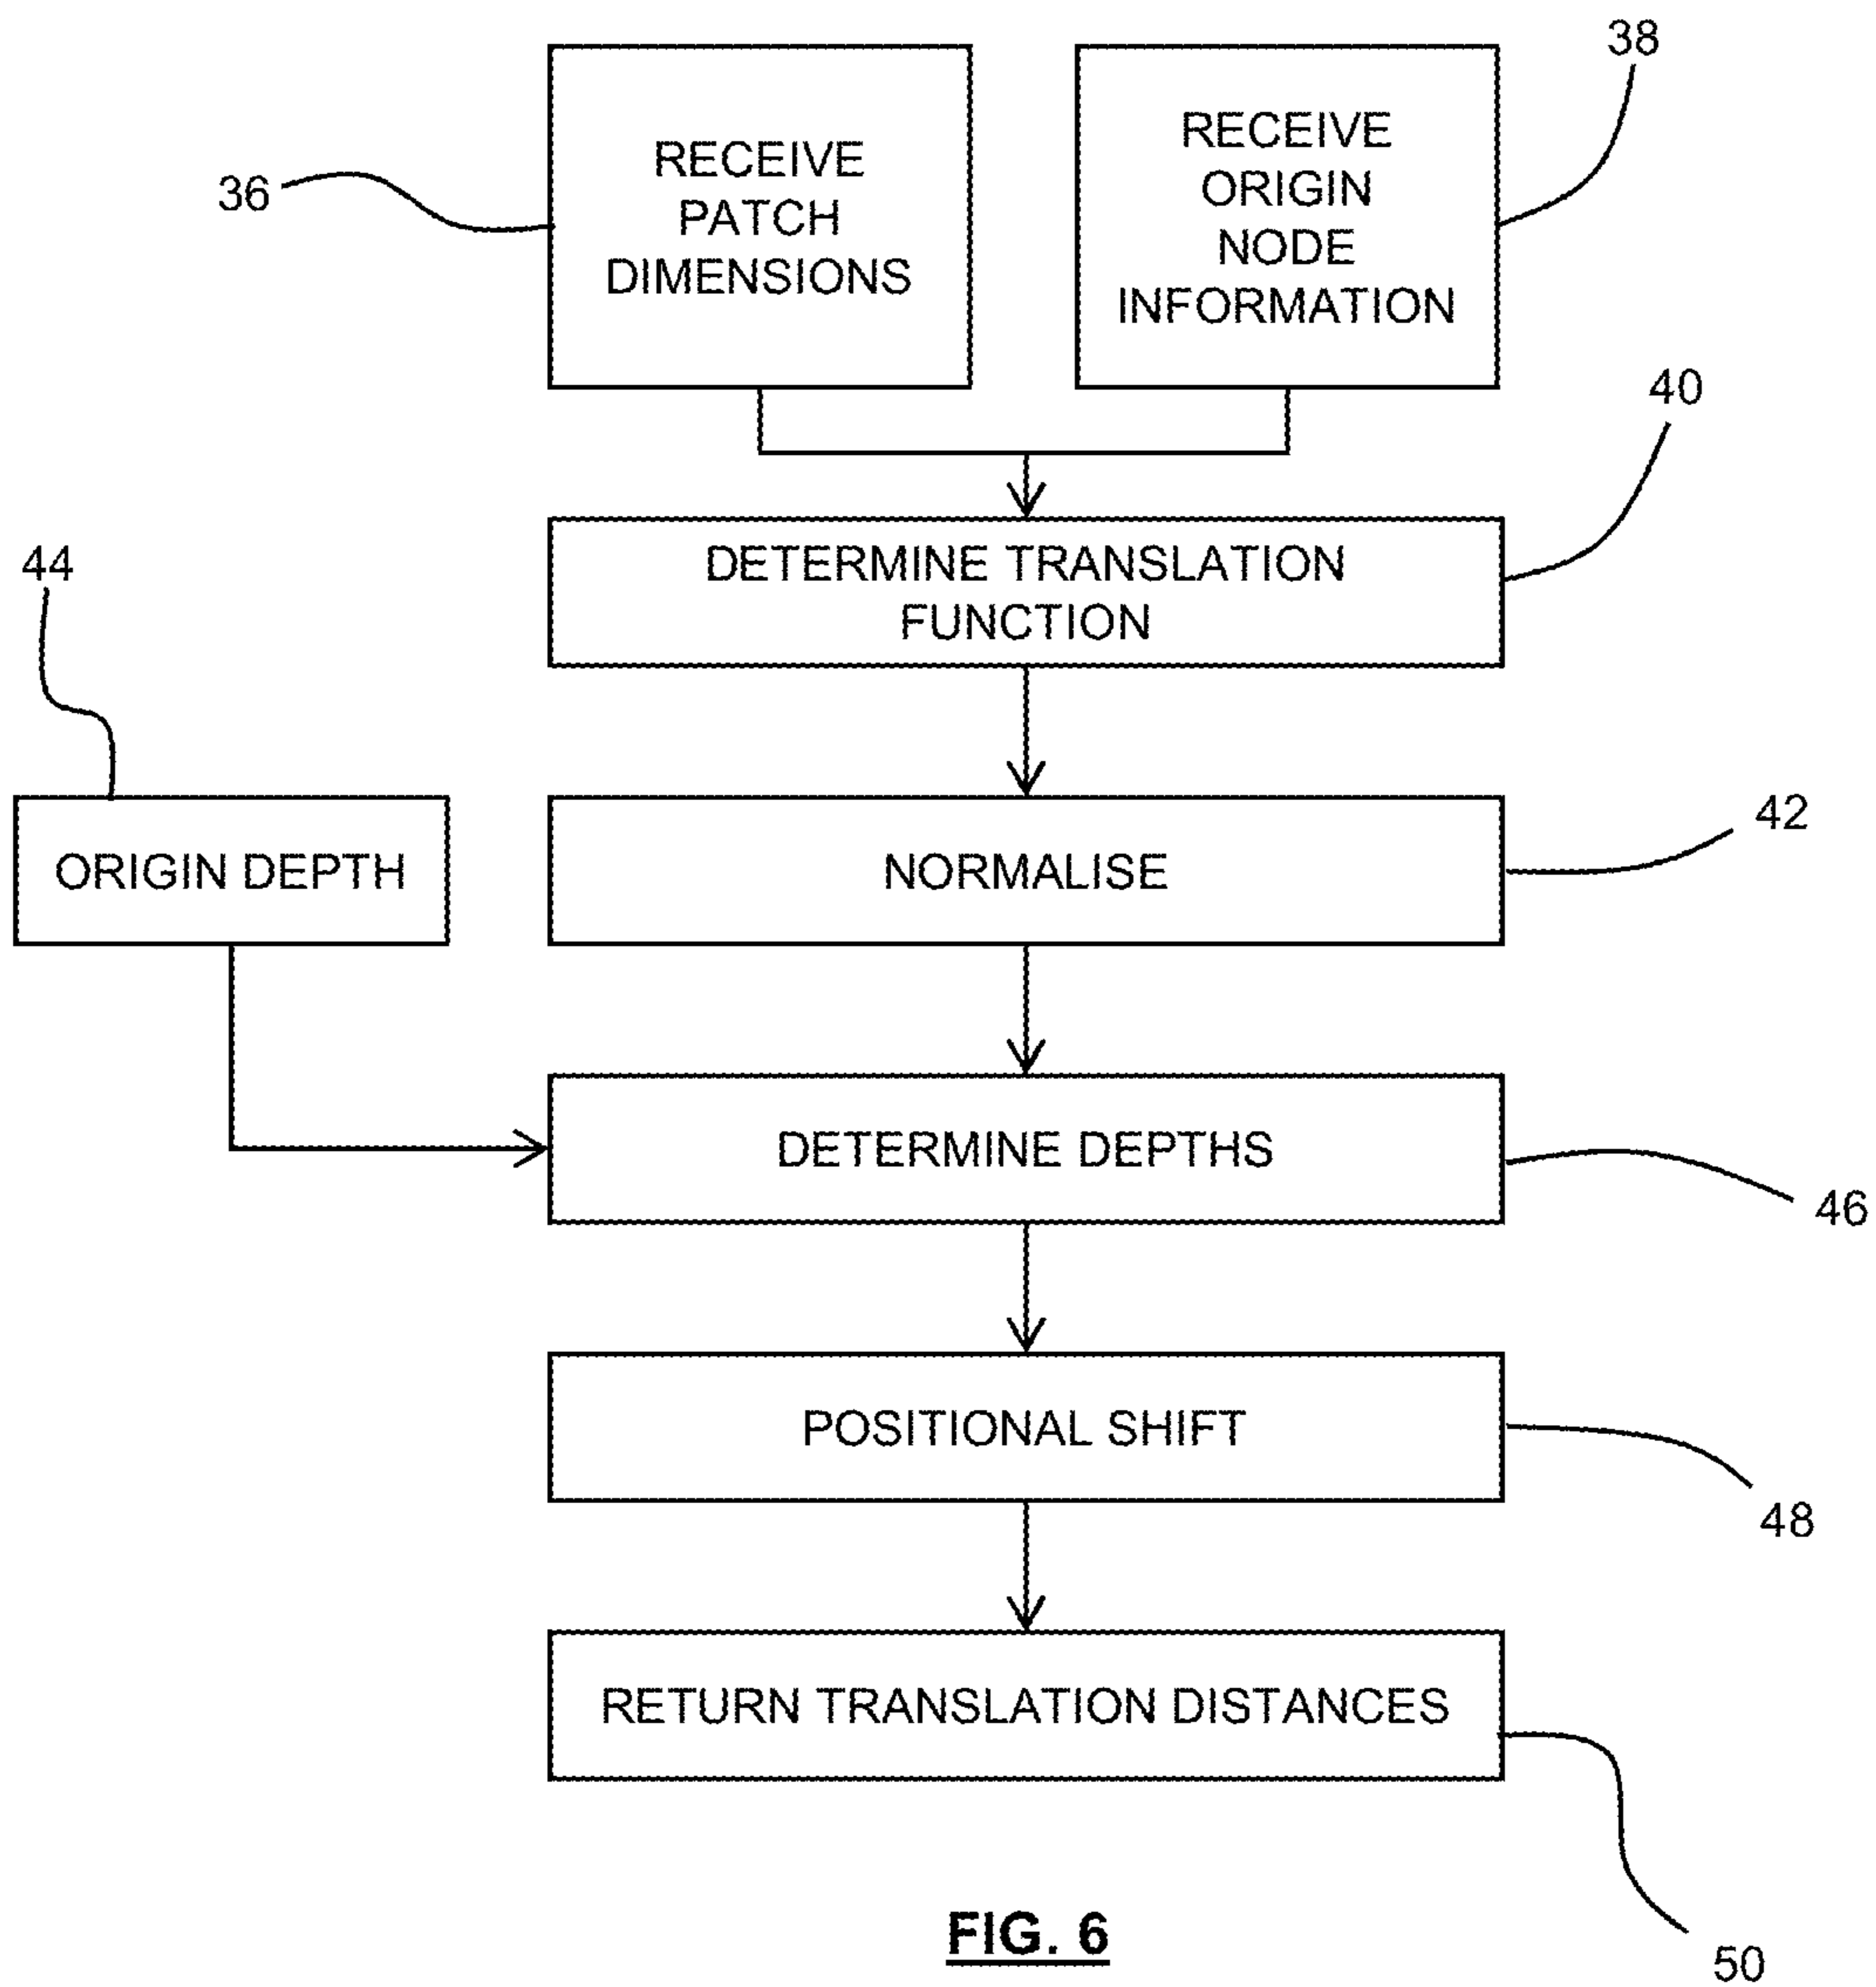 38
RECEIVE
PATCH
DIMENSIONS
RECEIVE
ORIGIN
NODE
INFORMATION
36
40
DETERMINE TRANSLATION
FUNCTION
44
42
ORIGIN DEPTH
NORMALISE
DETERMINE DEPTHS
46
POSITIONAL SHIFT
48
RETURN TRANSLATION DISTANCES
FIG. 6
50